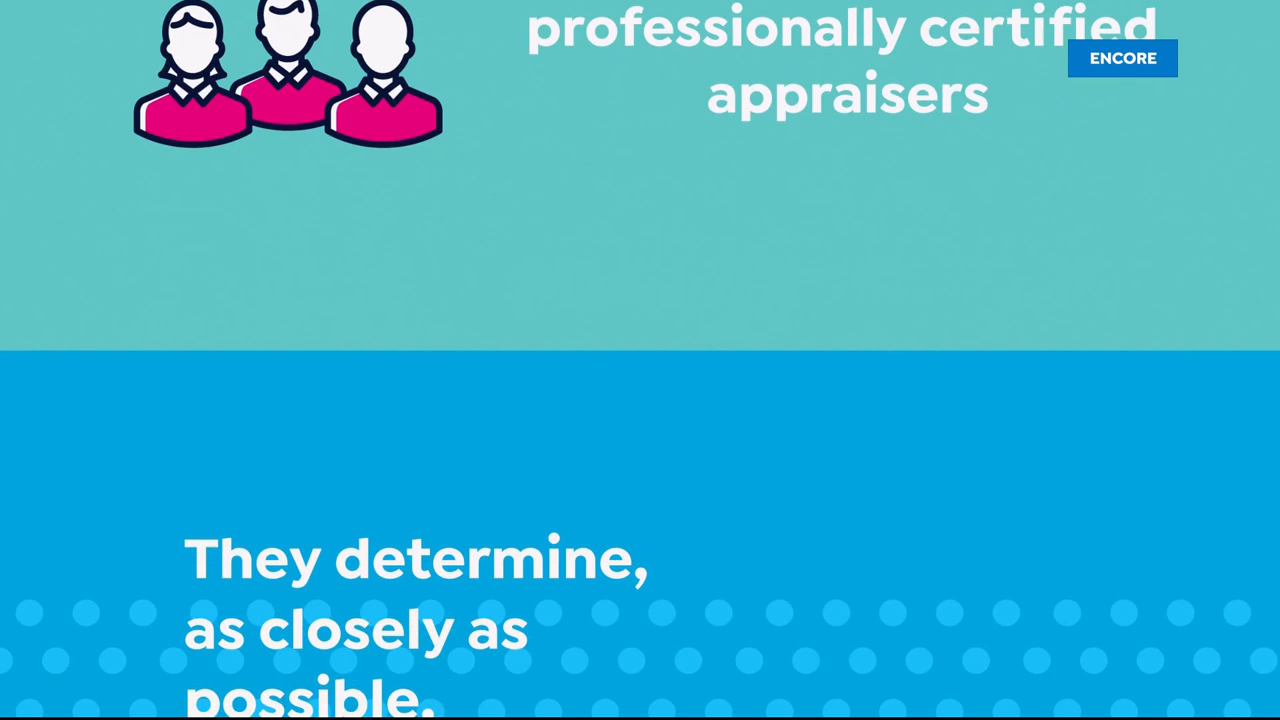 professionally certified
appraisers
ENCORE
They determine,
as closely as
possible,